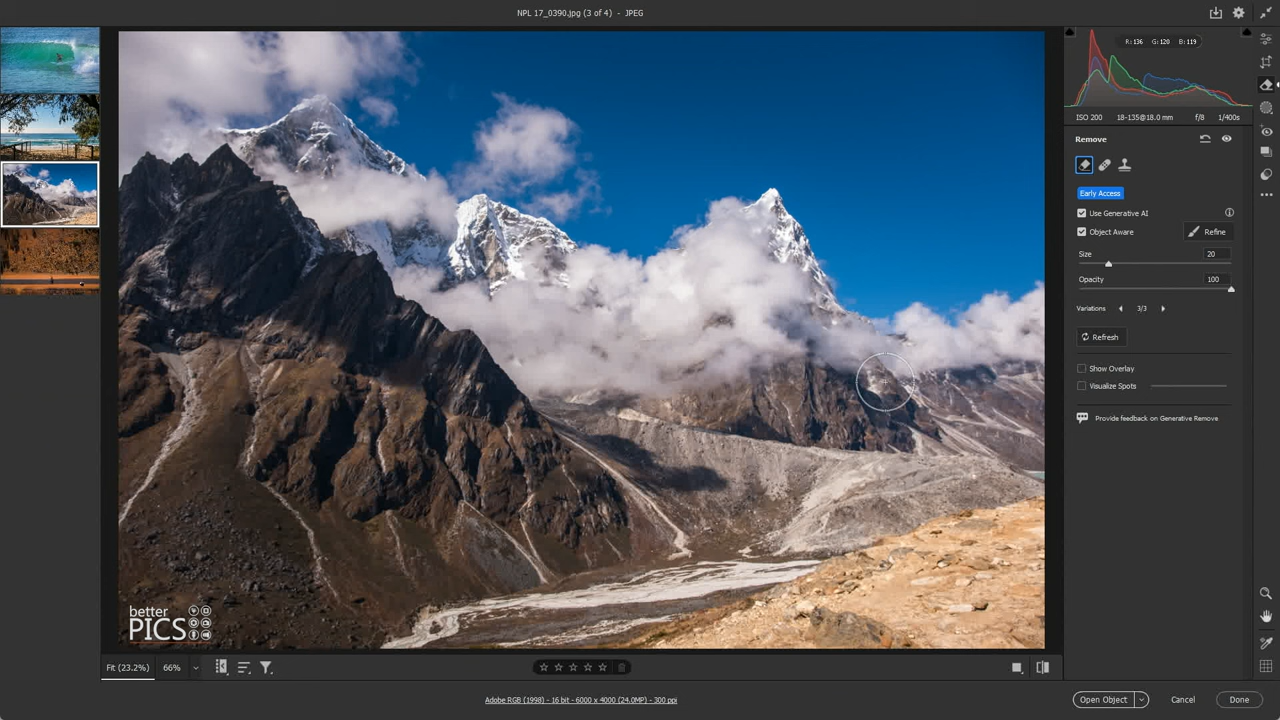 NPL 17_0390.jpg (3 of 4) - JPEG
R: 136 G: 120 B: 119
ISO 200 18-135@18.0 mm f/8 1/400s
Remove
Early Access
Use Generative AI
Object Aware Refine
Size 20
Opacity 100
Variations 3/3
Refresh
Show Overlay
Visualize Spots
Provide feedback on Generative Remove
better
PICS
Fit (23.2%) 66%
Adobe RGB (1998) - 16 bit - 6000 x 4000 (24.0MP) - 300 ppi
Open Object Cancel Done